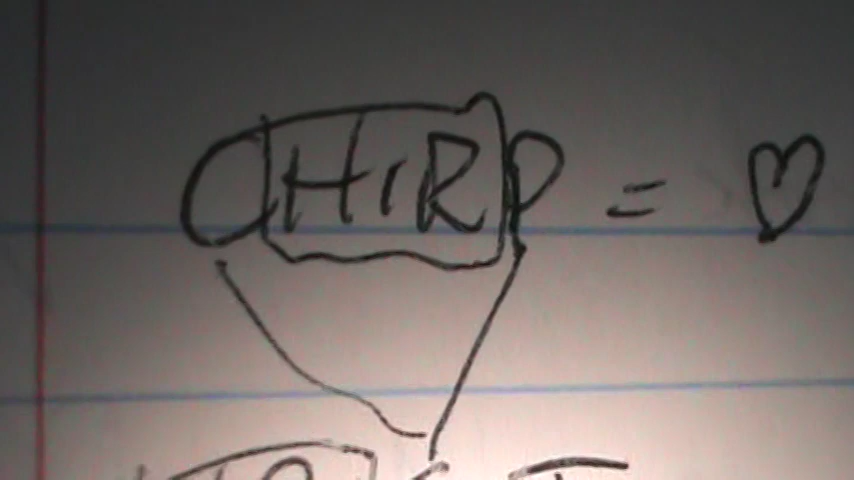 CHIRP = ♡